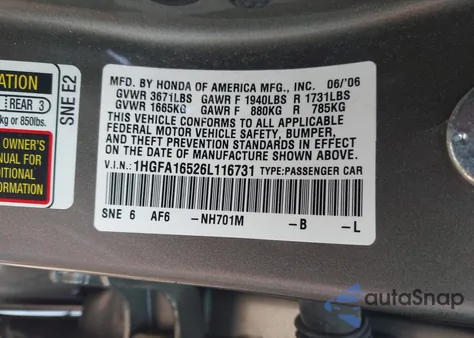 ATION
REAR 3
kg or 850lbs.
OWNER'S
NUAL FOR
DITIONAL
ORMATION
SNE E2
MFD. BY HONDA OF AMERICA MFG., INC. 06/'06
GVWR 3671LBS GAWR F 1940LBS R 1731LBS
GVWR 1665KG GAWR F 880KG R 785KG
THIS VEHICLE CONFORMS TO ALL APPLICABLE
FEDERAL MOTOR VEHICLE SAFETY, BUMPER,
AND THEFT PREVENTION STANDARDS IN EFFECT ON
THE DATE OF MANUFACTURE SHOWN ABOVE.
V.I.N.: 1HGFA16526L116731 TYPE:PASSENGER CAR
SNE 6 AF6 -NH701M -B -L
autoSnap